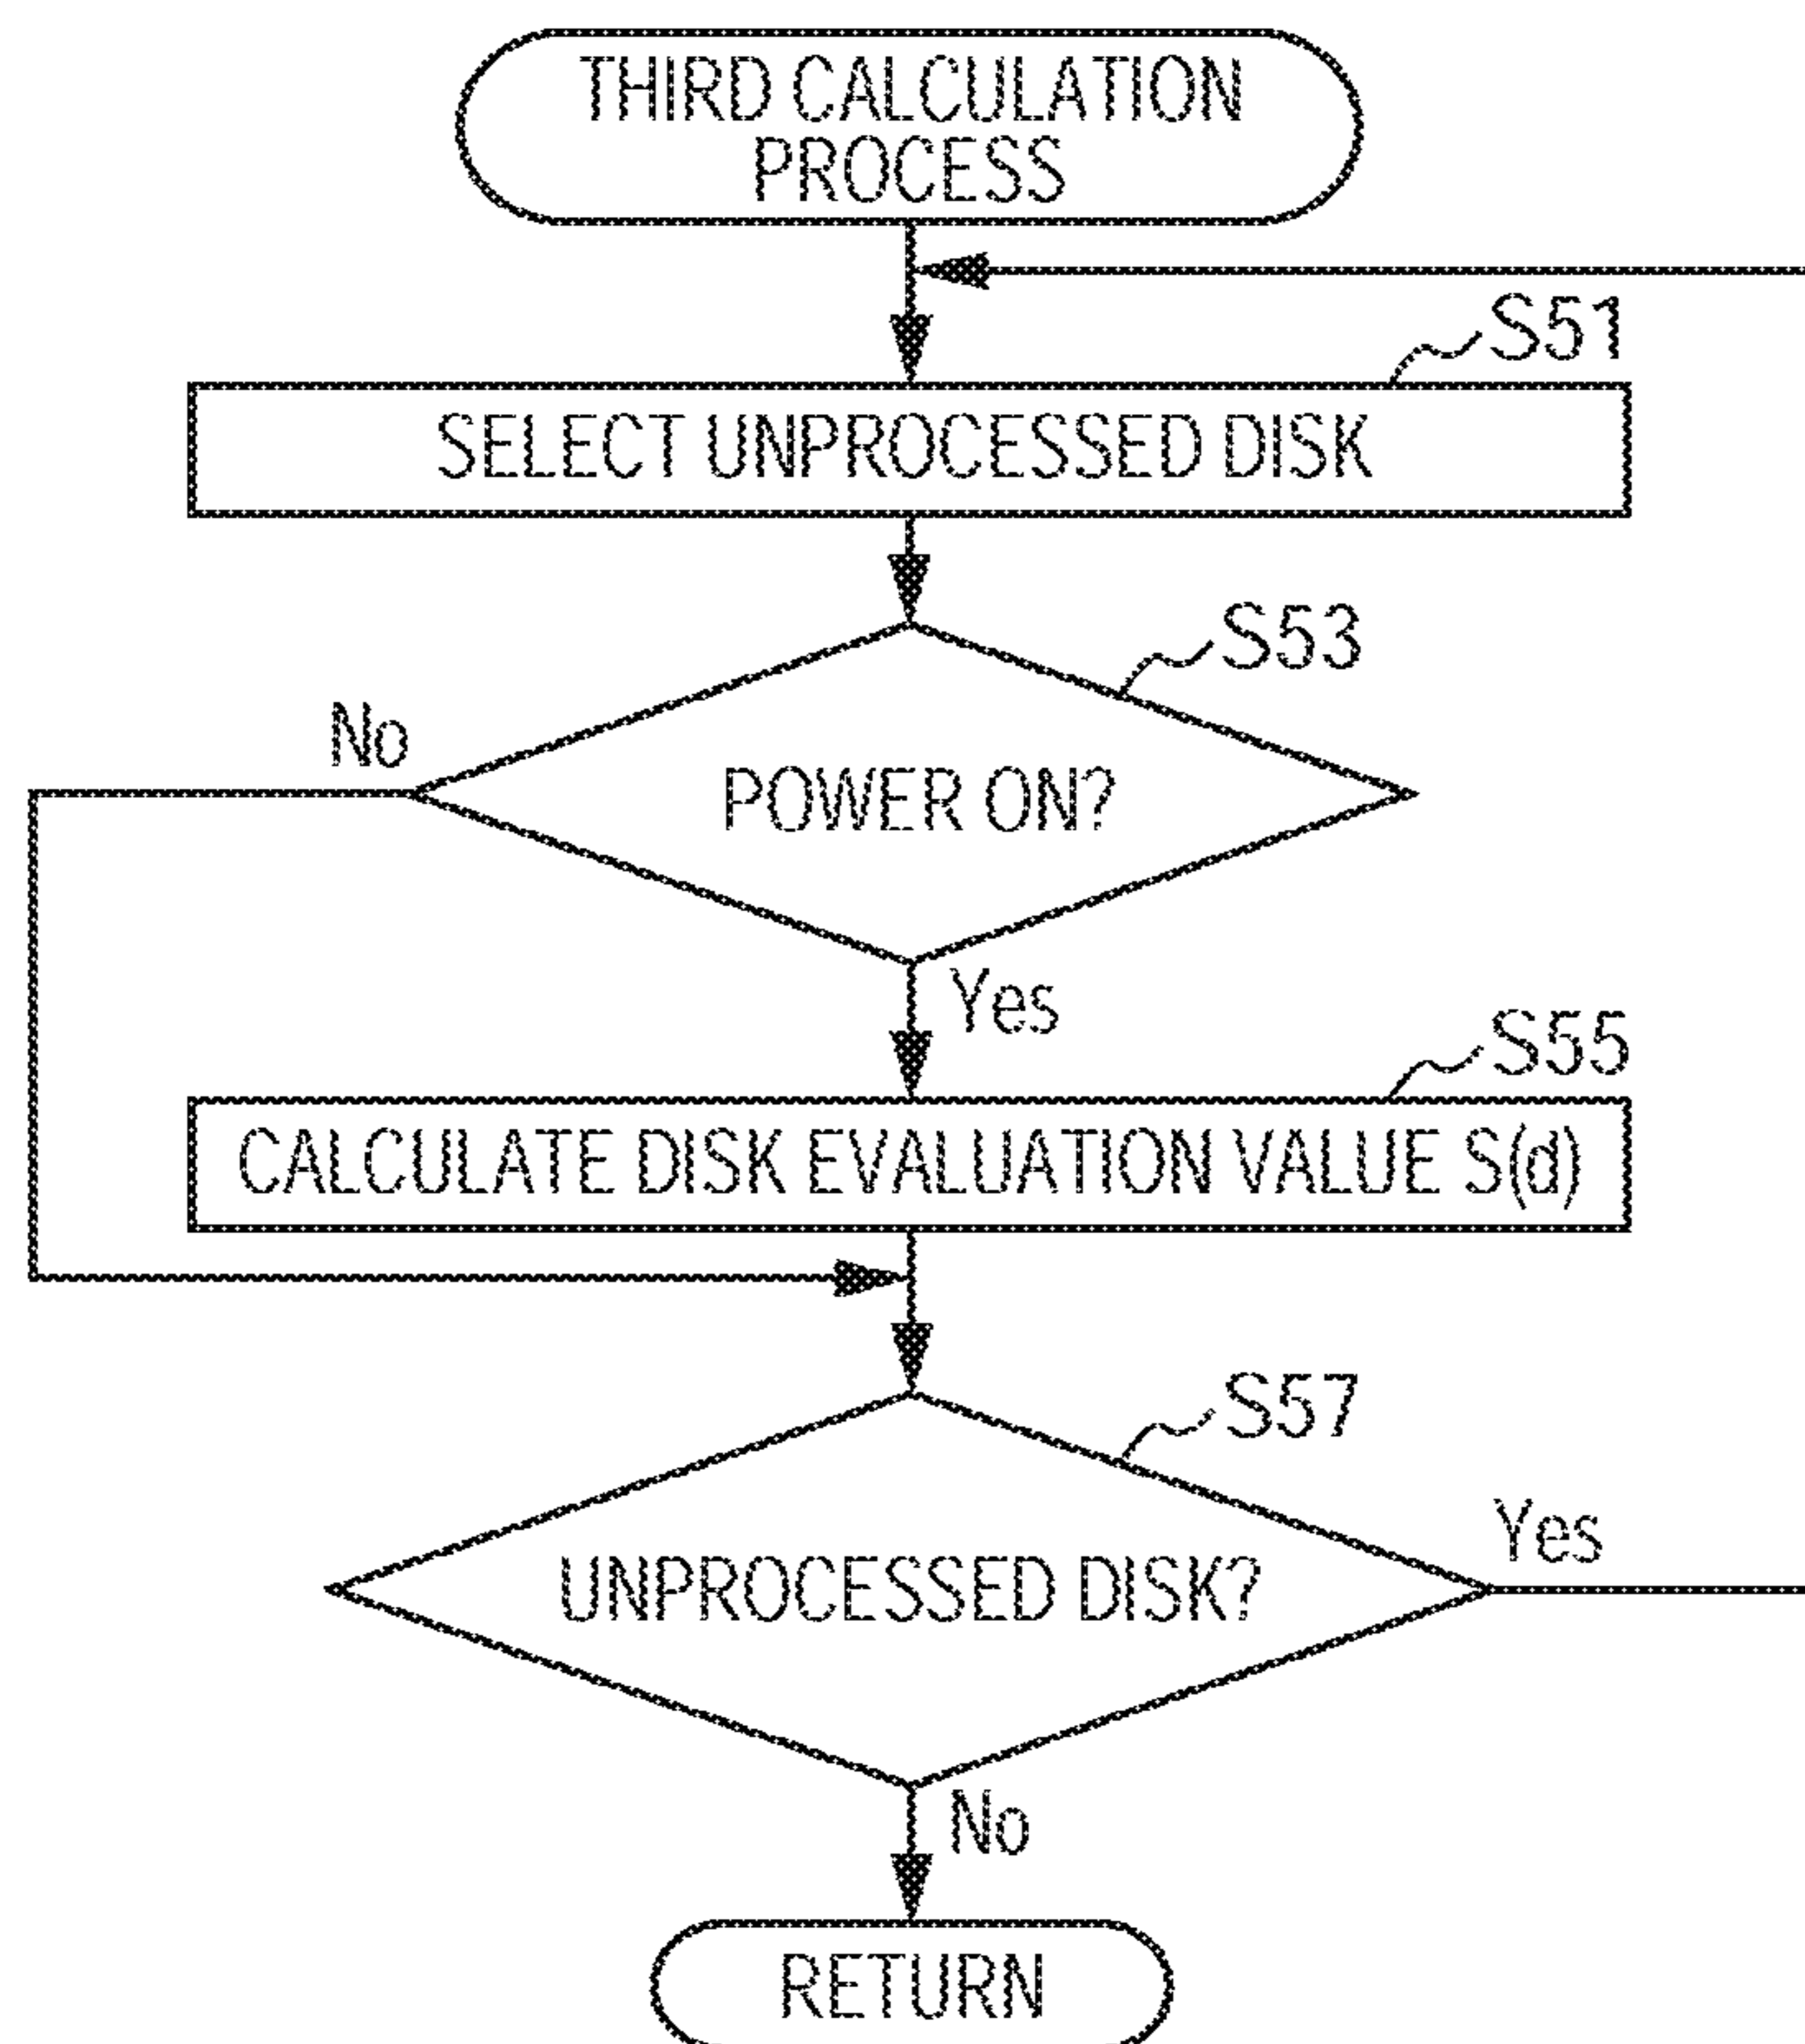 THIRD CALCULATION
PROCESS
S51
SELECT UNPROCESSED DISK
S53
No
POWER ON?
Yes
S55
CALCULATE DISK EVALUATION VALUE S(d)
S57
Yes
UNPROCESSED DISK?
No
RETURN